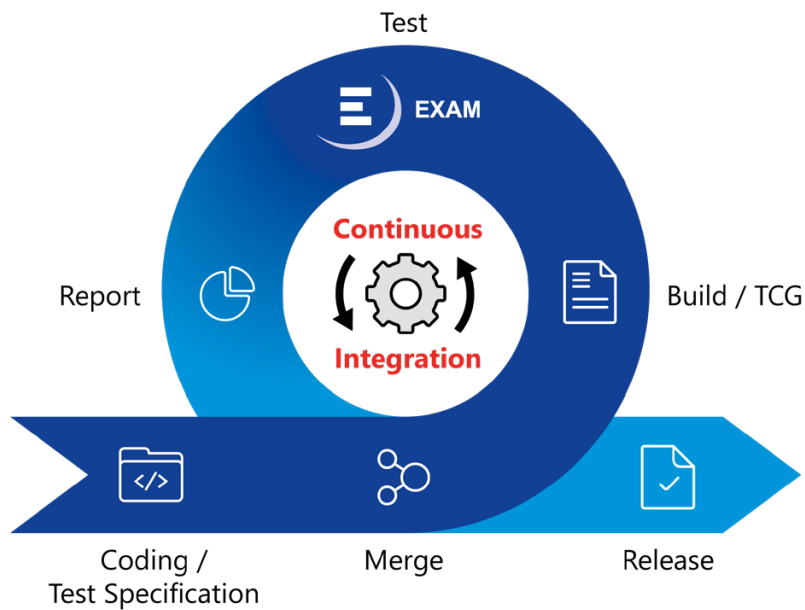 Test
EXAM
Continuous
Report
Build / TCG
Integration
</>
Coding /
Test Specification
Merge
Release